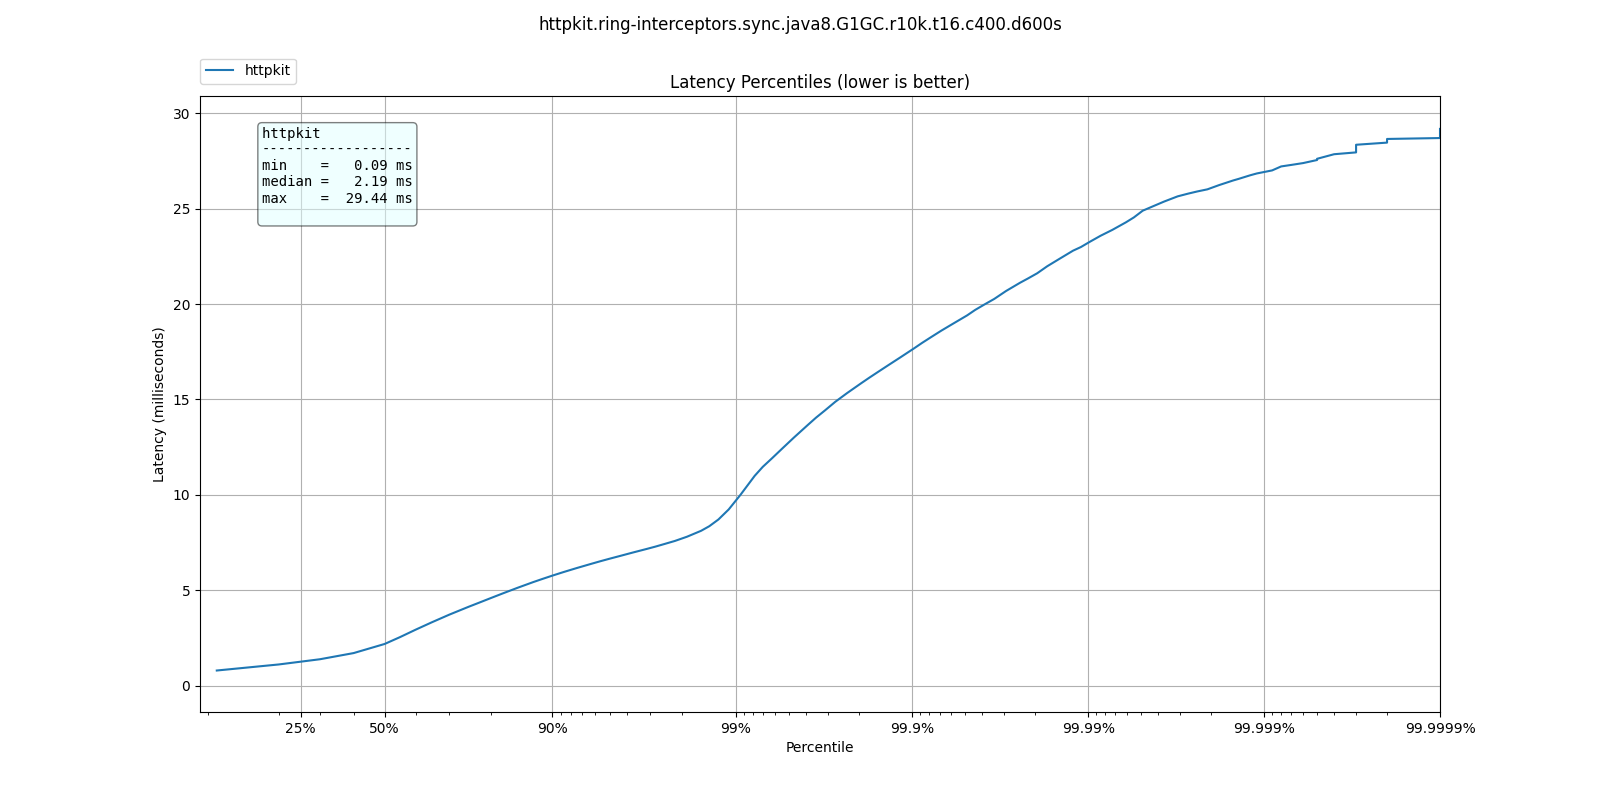 httpkit.ring-interceptors.sync.java8.G1GC.r10k.t16.c400.d600s
httpkit
Latency Percentiles (lower is better)
httpkit
------------------
min    =   0.09 ms
median =   2.19 ms
max    =  29.44 ms
30
25
20
15
10
5
0
Latency (milliseconds)
25% 50% 90% 99% 99.9% 99.99% 99.999% 99.9999%
Percentile